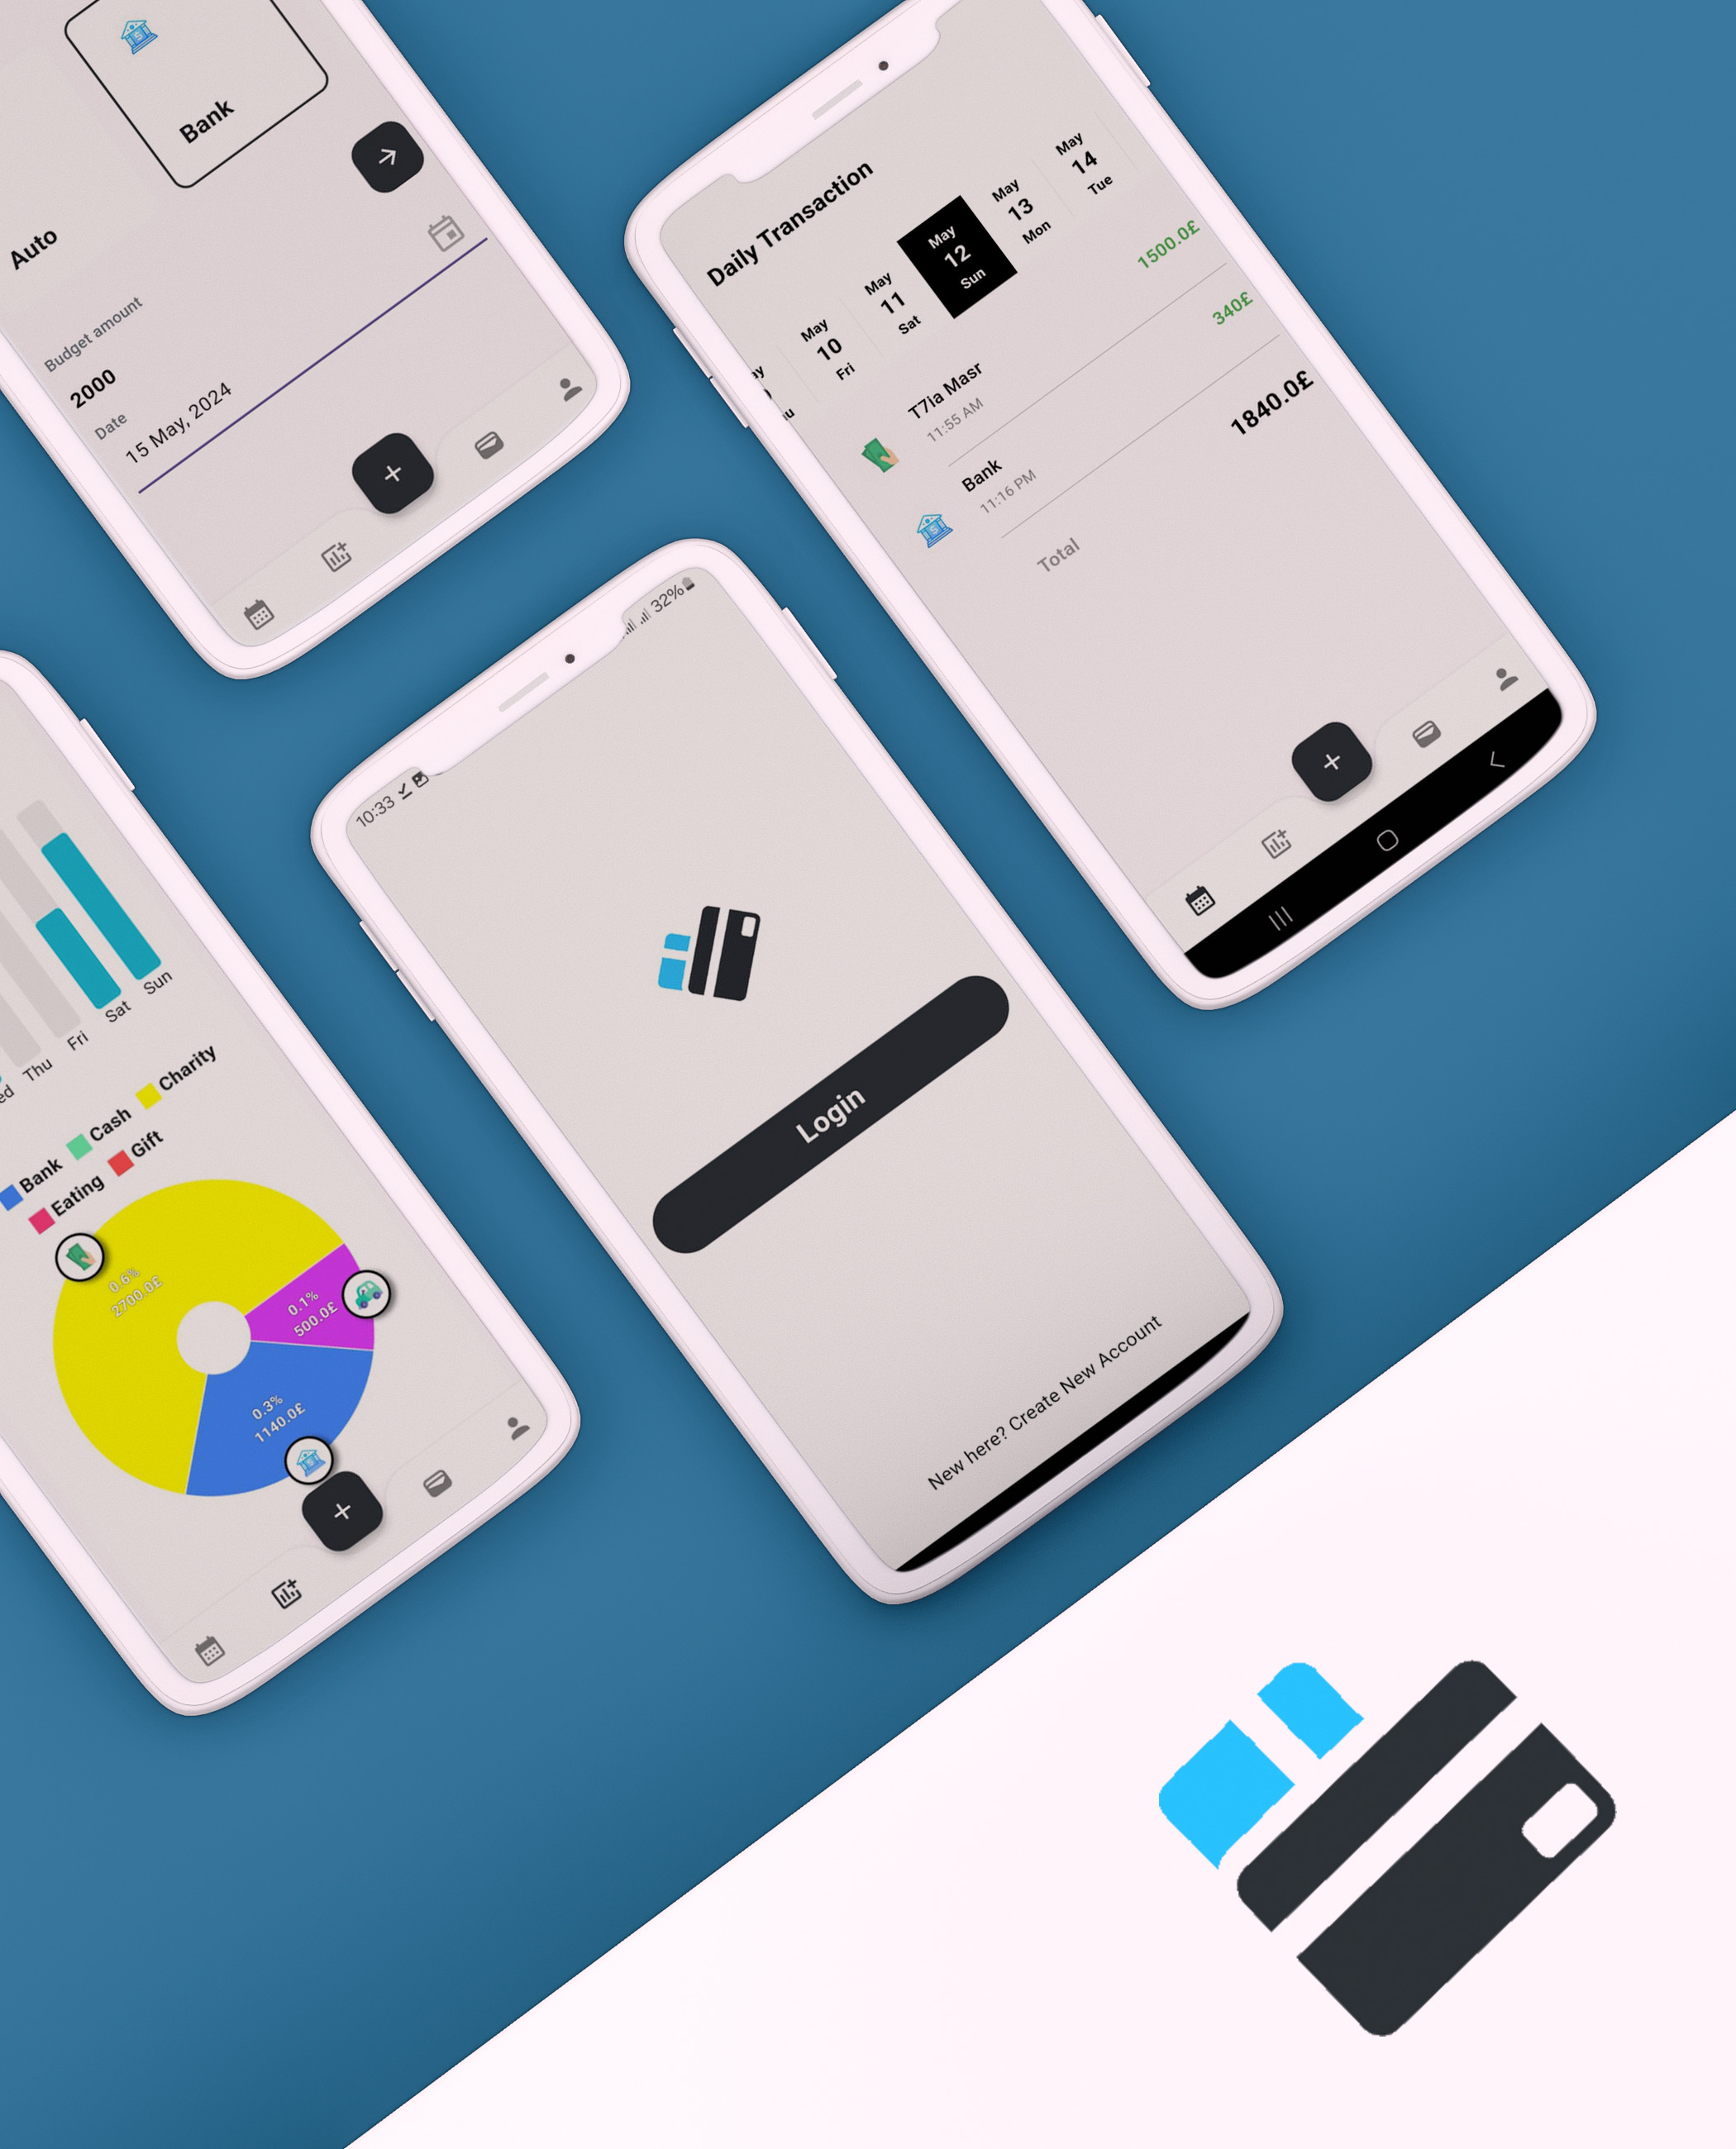 Bank
Auto
Budget amount
2000
Date
15 May, 2024
Daily Transaction
May
10
Fri
May
11
Sat
May
12
Sun
May
13
Mon
May
14
Tue
T7ia Masr
11:55 AM
1500.0£
Bank
11:16 PM
340£
Total
1840.0£
10:33
32%
Login
New here? Create New Account
Thu
Fri
Sat
Sun
Bank
Cash
Charity
Eating
Gift
0.6%
2700.0£
0.1%
500.0£
0.3%
1140.0£